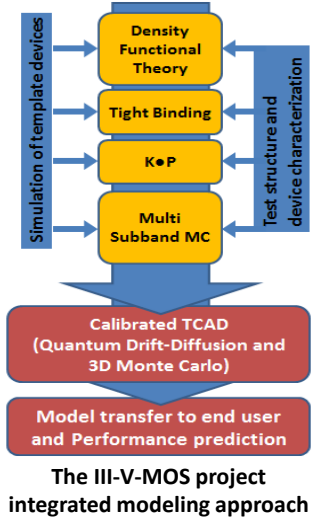 Simulation of template devices
Density
Functional
Theory
Tight Binding
K●P
Multi
Subband MC
Test structure and
device characterization
Calibrated TCAD
(Quantum Drift-Diffusion and
3D Monte Carlo)
Model transfer to end user
and Performance prediction
The III-V-MOS project
integrated modeling approach